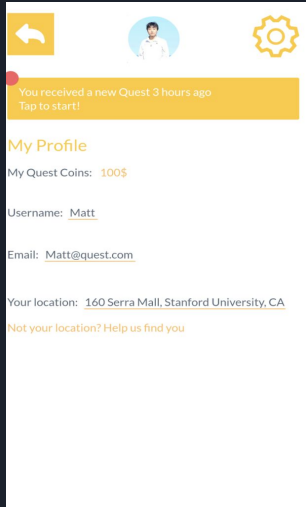 You received a new Quest 3 hours ago
Tap to start!
My Profile
My Quest Coins: 100$
Username: Matt
Email: Matt@quest.com
Your location: 160 Serra Mall, Stanford University, CA
Not your location? Help us find you